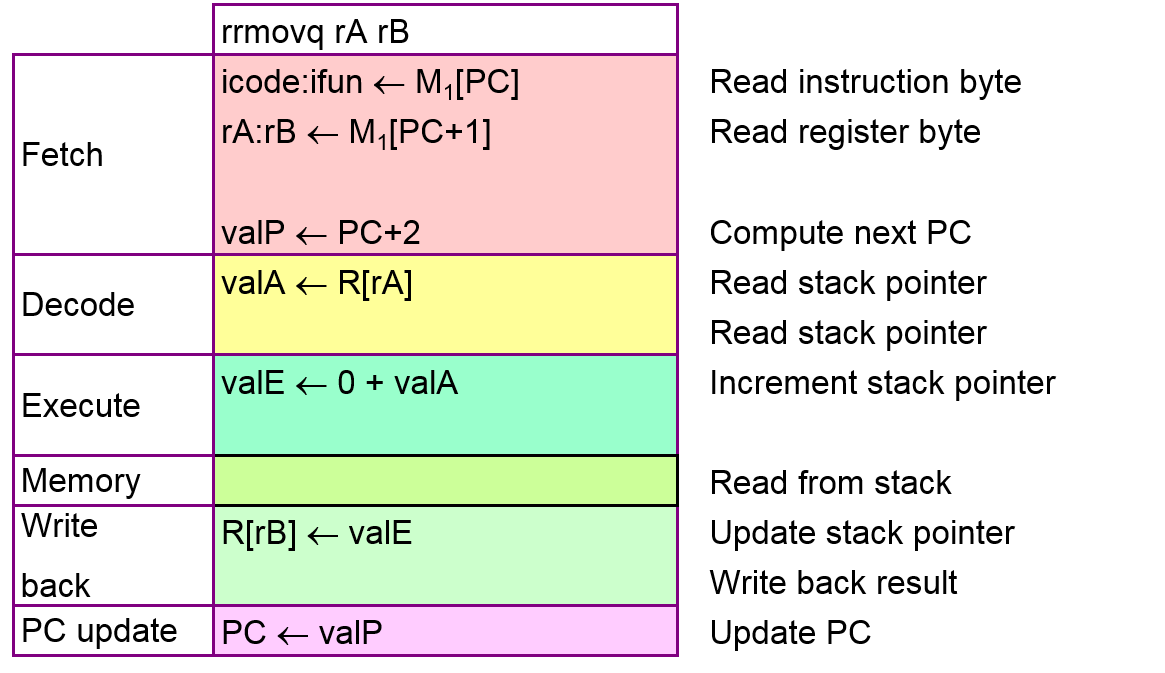 rrmovq rA rB
Fetch
icode:ifun ← M₁[PC]
Read instruction byte
rA:rB ← M₁[PC+1]
Read register byte
valP ← PC+2
Compute next PC
Decode
valA ← R[rA]
Read stack pointer
Read stack pointer
Execute
valE ← 0 + valA
Increment stack pointer
Memory
Read from stack
Write
back
R[rB] ← valE
Update stack pointer
Write back result
PC update
PC ← valP
Update PC